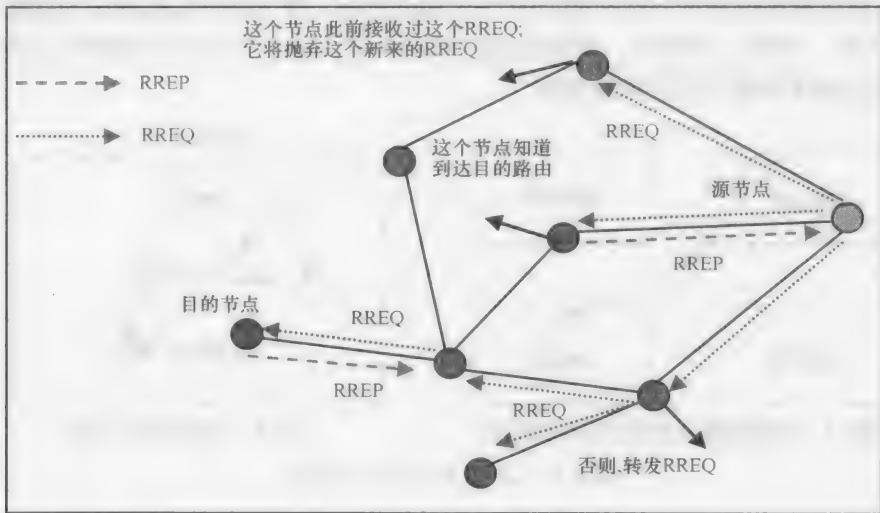 这个节点此前接收过这个RREQ;
它将抛弃这个新来的RREQ
RREP
RREQ
RREQ
这个节点知道
到达目的路由
源节点
RREP
目的节点
RREQ
RREP
RREQ
否则、转发RREQ